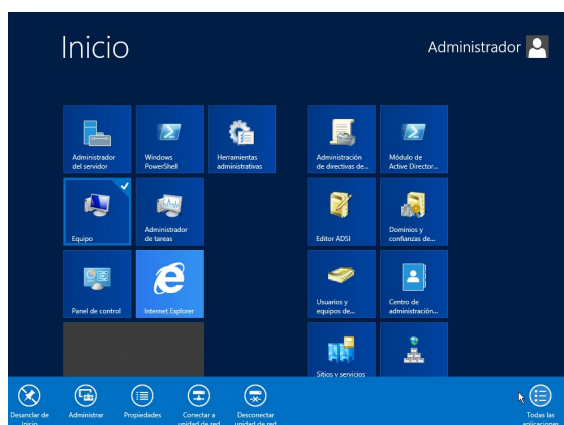 Inicio
Administrador
Administrador
del servidor
Windows
PowerShell
Herramientas
administrativas
Administración
de directivas de...
Módulo de
Active Director...
Equipo
Administrador
de tareas
Editor ADSI
Dominios y
confianzas de...
Panel de control
Internet Explorer
Usuarios y
equipos de...
Centro de
administración...
Sitios y servicios
Desanclar de
Inicio
Administrar
Propiedades
Conectar a
unidad de red
Desconectar
unidad de red
Todas las
aplicaciones